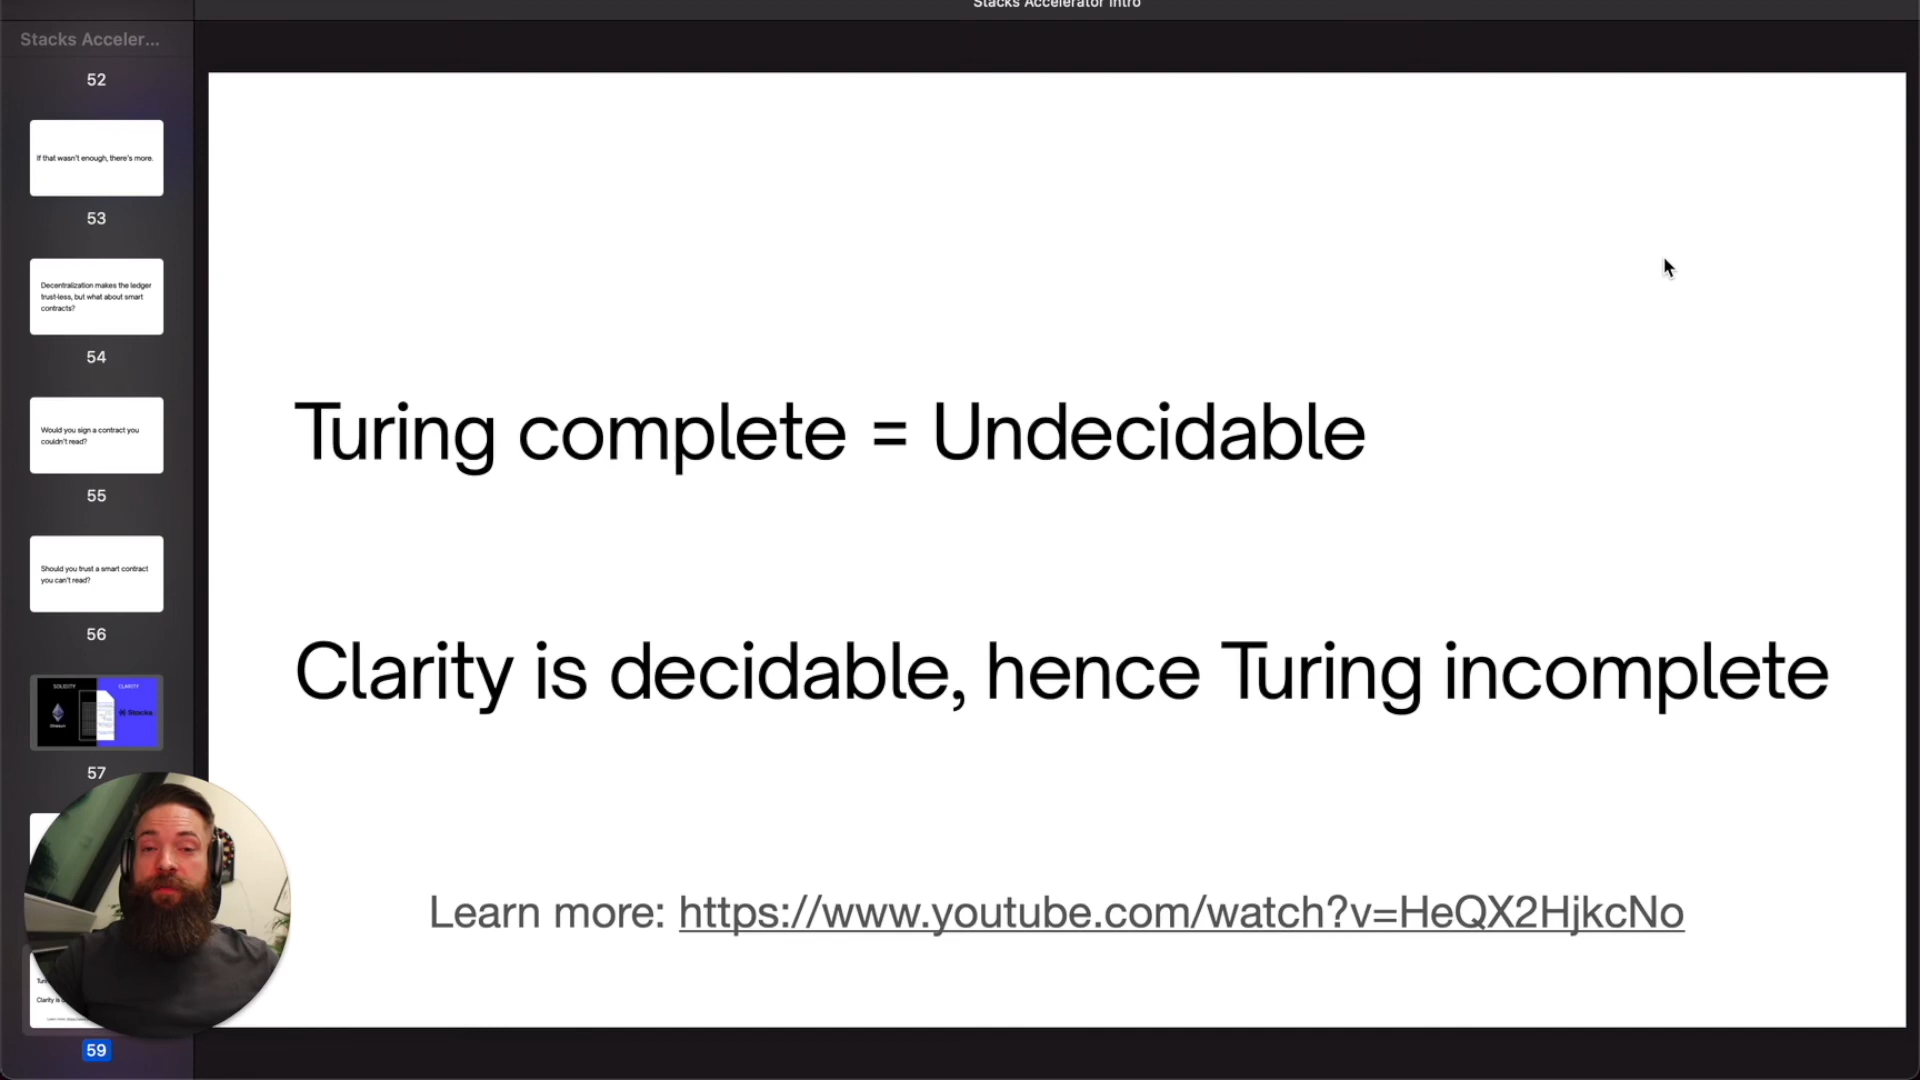 Stacks Accelerator Intro
Stacks Acceler...
52
If that wasn't enough, there's more.
53
Decentralization makes the ledger
trust-less, but what about smart
contracts?
54
Would you sign a contract you
couldn't read?
55
Should you trust a smart contract
you can't read?
56
SOLIDITY
CLARITY
Stacks
57
59
Turing complete = Undecidable
Clarity is decidable, hence Turing incomplete
Learn more: https://www.youtube.com/watch?v=HeQX2HjkcNo